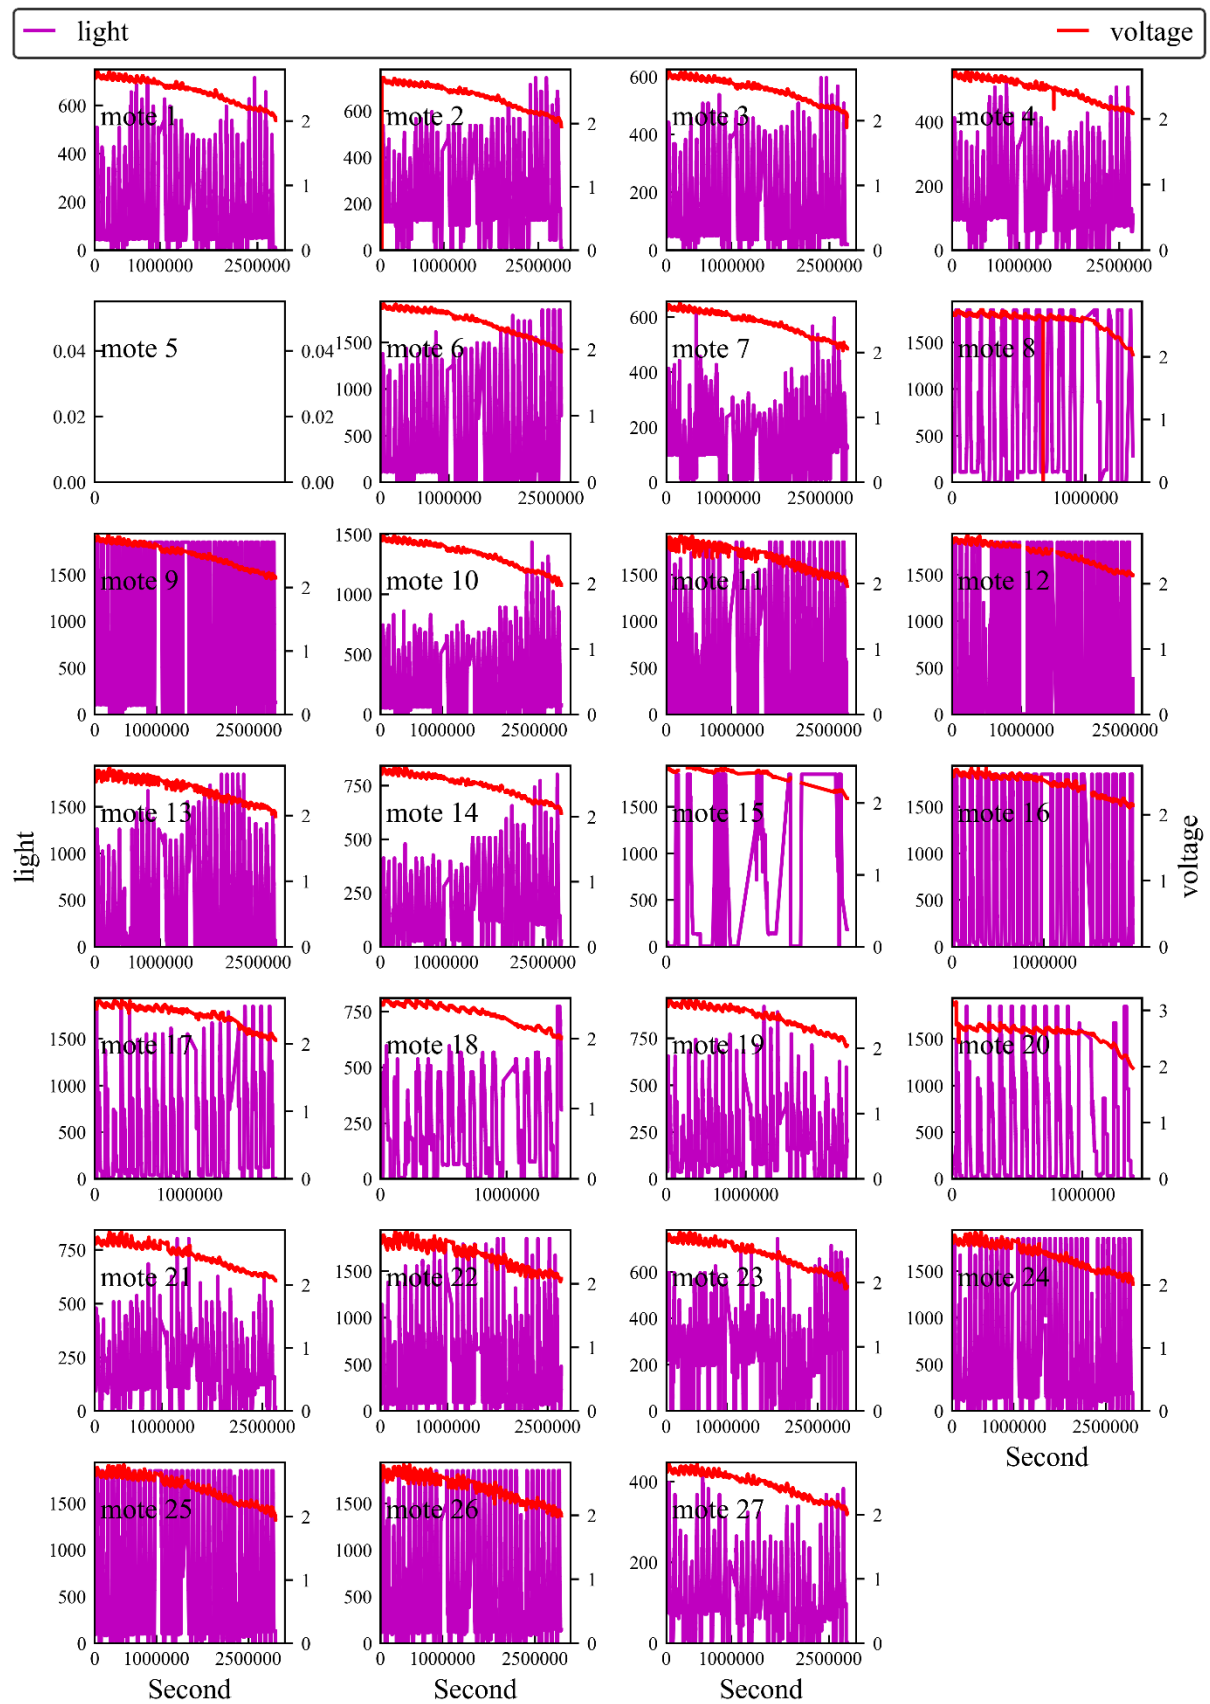 light voltage
mote 1 mote 2 mote 3 mote 4
600 400 200 0 2 1 0 600 400 200 0 2 1 0 600 400 200 0 2 1 0 400 200 0 2 1 0
0 1000000 2500000 0 1000000 2500000 0 1000000 2500000 0 1000000 2500000
mote 5 mote 6 mote 7 mote 8
0.04 0.02 0.00 0.04 0.02 0.00 1500 1000 500 0 2 1 0 600 400 200 0 2 1 0 1500 1000 500 0 2 1 0
0 0 1000000 2500000 0 1000000 2500000 0 1000000
mote 9 mote 10 mote 11 mote 12
1500 1000 500 0 2 1 0 1500 1000 500 0 2 1 0 1500 1000 500 0 2 1 0 1500 1000 500 0 2 1 0
0 1000000 2500000 0 1000000 2500000 0 1000000 2500000 0 1000000 2500000
mote 13 mote 14 mote 15 mote 16
light 1500 1000 500 0 2 1 0 750 500 250 0 2 1 0 1500 1000 500 0 2 1 0 1500 1000 500 0 2 1 0 voltage
0 1000000 2500000 0 1000000 2500000 0 0 1000000
mote 17 mote 18 mote 19 mote 20
1500 1000 500 0 2 1 0 750 500 250 0 2 1 0 750 500 250 0 2 1 0 1500 1000 500 0 3 2 1 0
0 1000000 0 1000000 0 1000000 0 1000000
mote 21 mote 22 mote 23 mote 24
750 500 250 0 2 1 0 1500 1000 500 0 2 1 0 600 400 200 0 2 1 0 1500 1000 500 0 2 1 0
0 1000000 2500000 0 1000000 2500000 0 1000000 2500000 0 1000000 2500000
Second
mote 25 mote 26 mote 27
1500 1000 500 0 2 1 0 1500 1000 500 0 2 1 0 400 200 0 2 1 0
0 1000000 2500000 0 1000000 2500000 0 1000000 2500000
Second Second Second